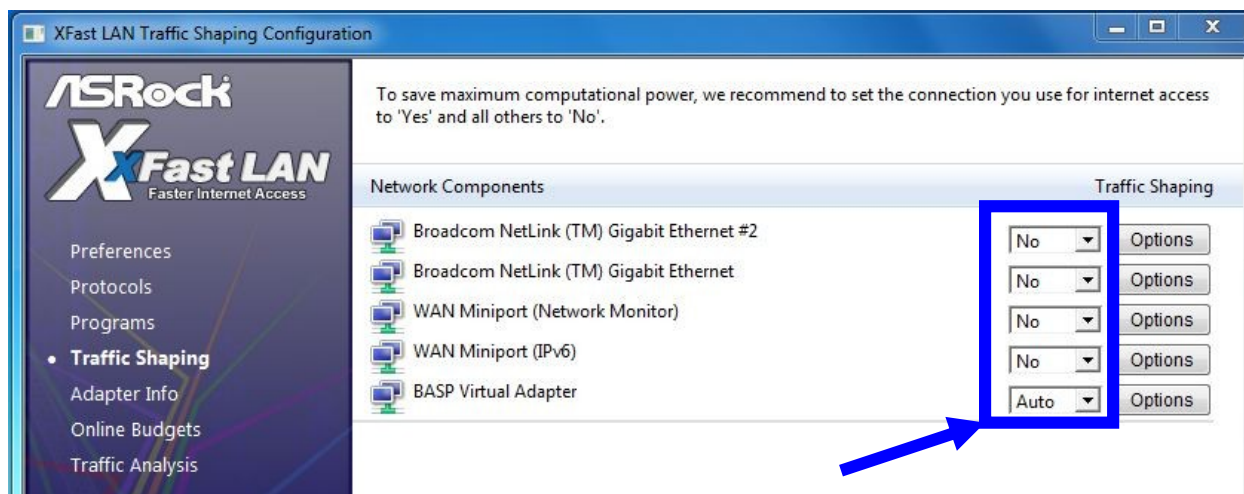 XFast LAN Traffic Shaping Configuration
ASRock
XFast LAN
Faster Internet Access
Preferences
Protocols
Programs
• Traffic Shaping
Adapter Info
Online Budgets
Traffic Analysis
To save maximum computational power, we recommend to set the connection you use for internet access
to 'Yes' and all others to 'No'.
Network Components Traffic Shaping
Broadcom NetLink (TM) Gigabit Ethernet #2 No Options
Broadcom NetLink (TM) Gigabit Ethernet No Options
WAN Miniport (Network Monitor) No Options
WAN Miniport (IPv6) No Options
BASP Virtual Adapter Auto Options